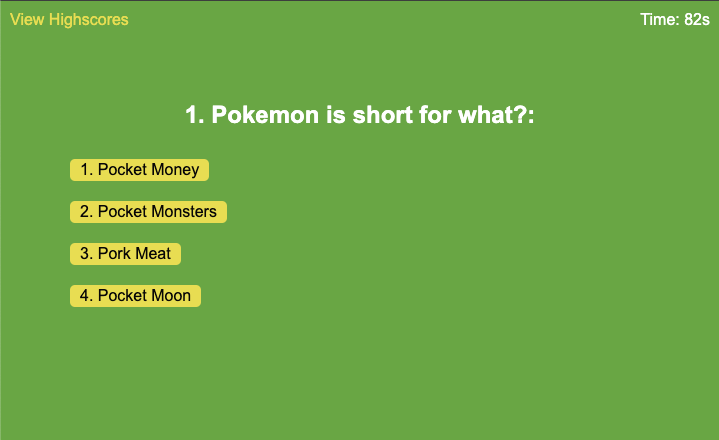 View Highscores
Time: 82s
1. Pokemon is short for what?:
1. Pocket Money
2. Pocket Monsters
3. Pork Meat
4. Pocket Moon